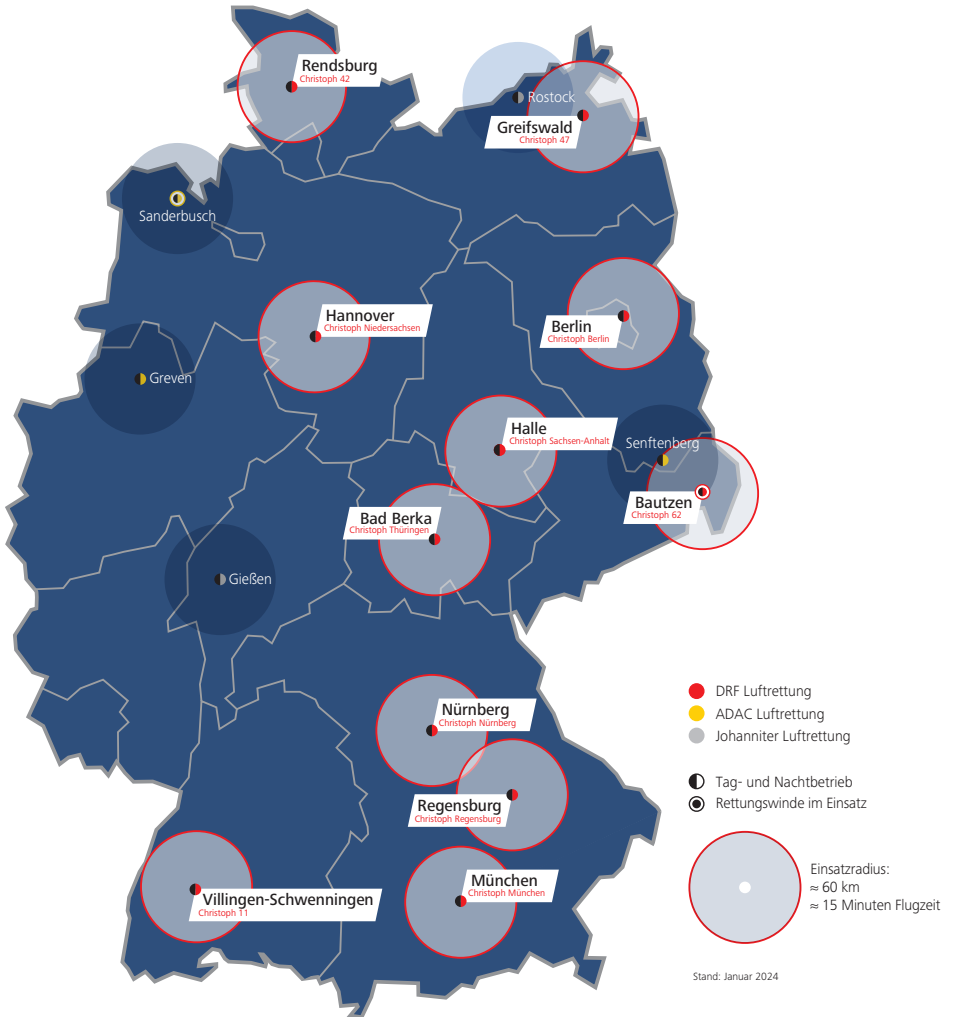 Rendsburg
Christoph 42
Rostock
Greifswald
Christoph 47
Sanderbusch
Hannover
Christoph Niedersachsen
Berlin
Christoph Berlin
Greven
Halle
Christoph Sachsen-Anhalt
Senftenberg
Bautzen
Christoph 62
Bad Berka
Christoph Thüringen
Gießen
Nürnberg
Christoph Nürnberg
Regensburg
Christoph Regensburg
München
Christoph München
Villingen-Schwenningen
Christoph 11
DRF Luftrettung
ADAC Luftrettung
Johanniter Luftrettung
Tag- und Nachtbetrieb
Rettungswinde im Einsatz
Einsatzradius:
≈ 60 km
≈ 15 Minuten Flugzeit
Stand: Januar 2024